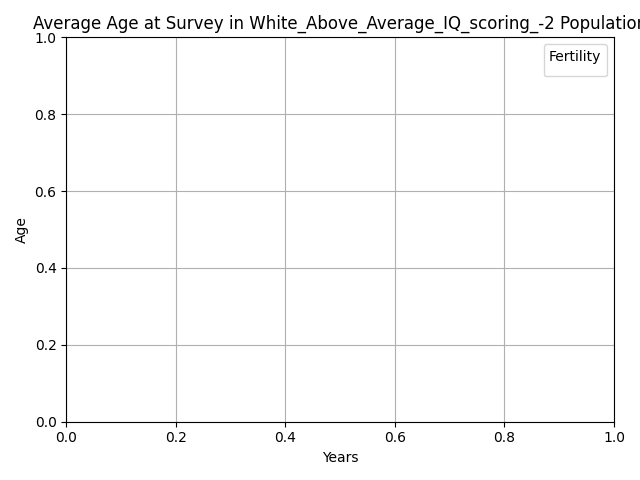 Average Age at Survey in White_Above_Average_IQ_scoring_-2 Population
Fertility
1.0
0.8
0.6
0.4
0.2
0.0
Age
0.0 0.2 0.4 0.6 0.8 1.0
Years